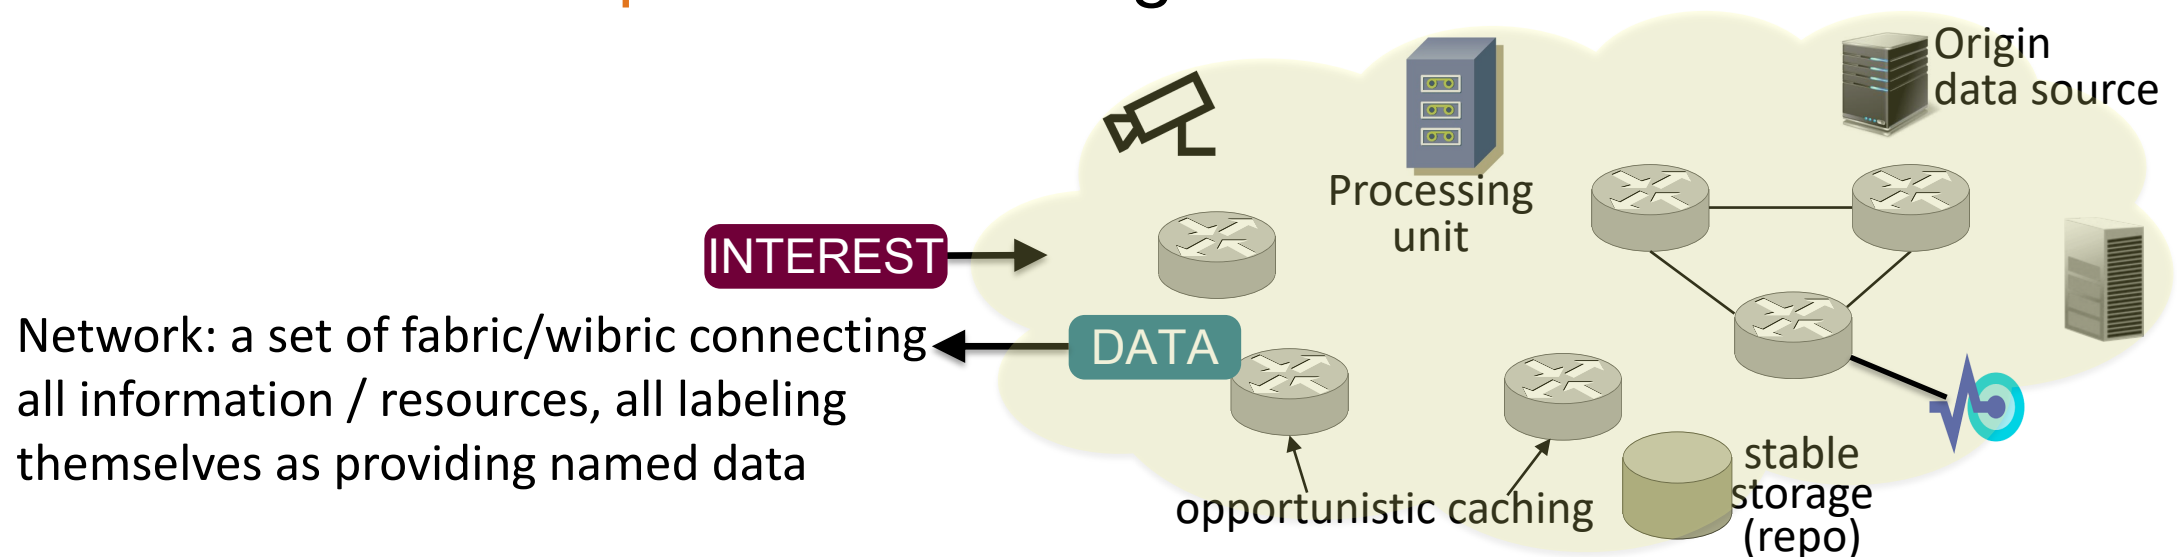 Origin
data source
Processing
unit
INTEREST
Network: a set of fabric/wibric connecting
all information / resources, all labeling
themselves as providing named data
DATA
opportunistic caching
stable
storage
(repo)